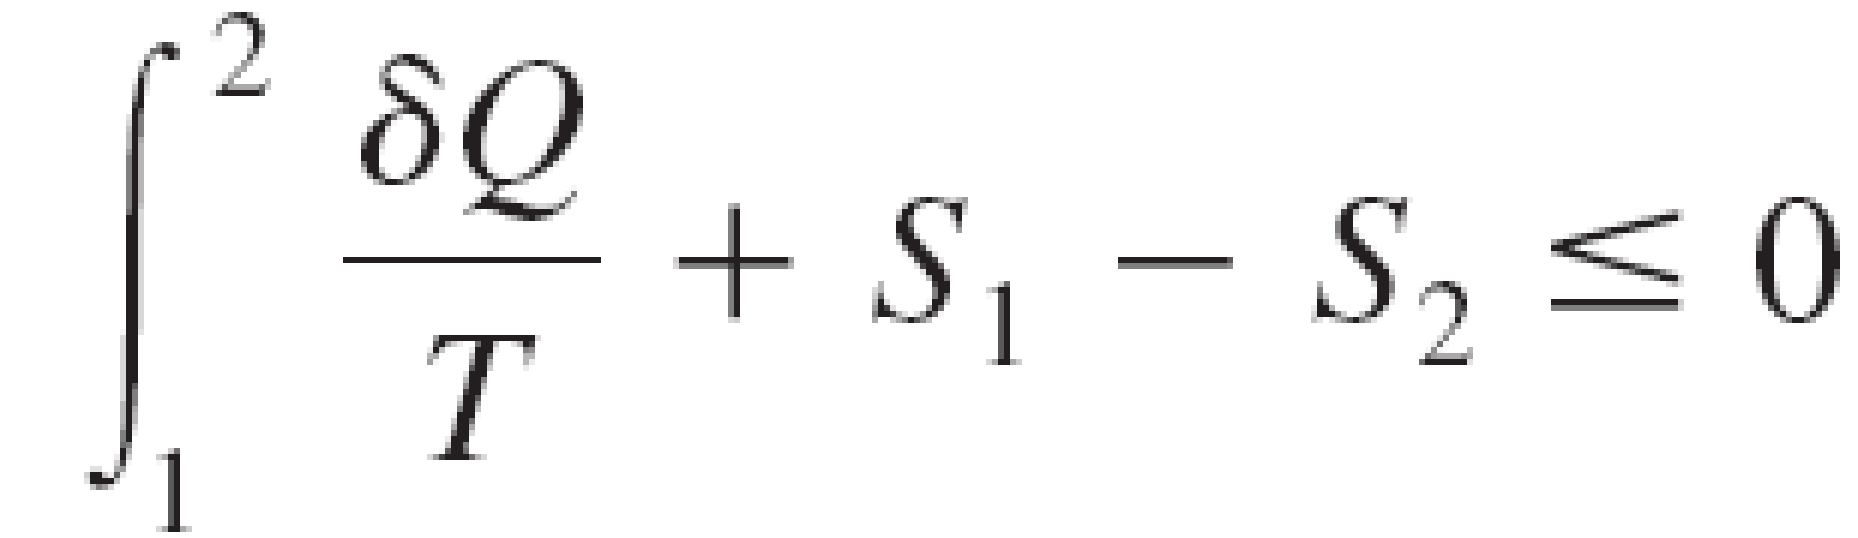 ∫₁² δQ/T + S₁ − S₂ ≤ 0